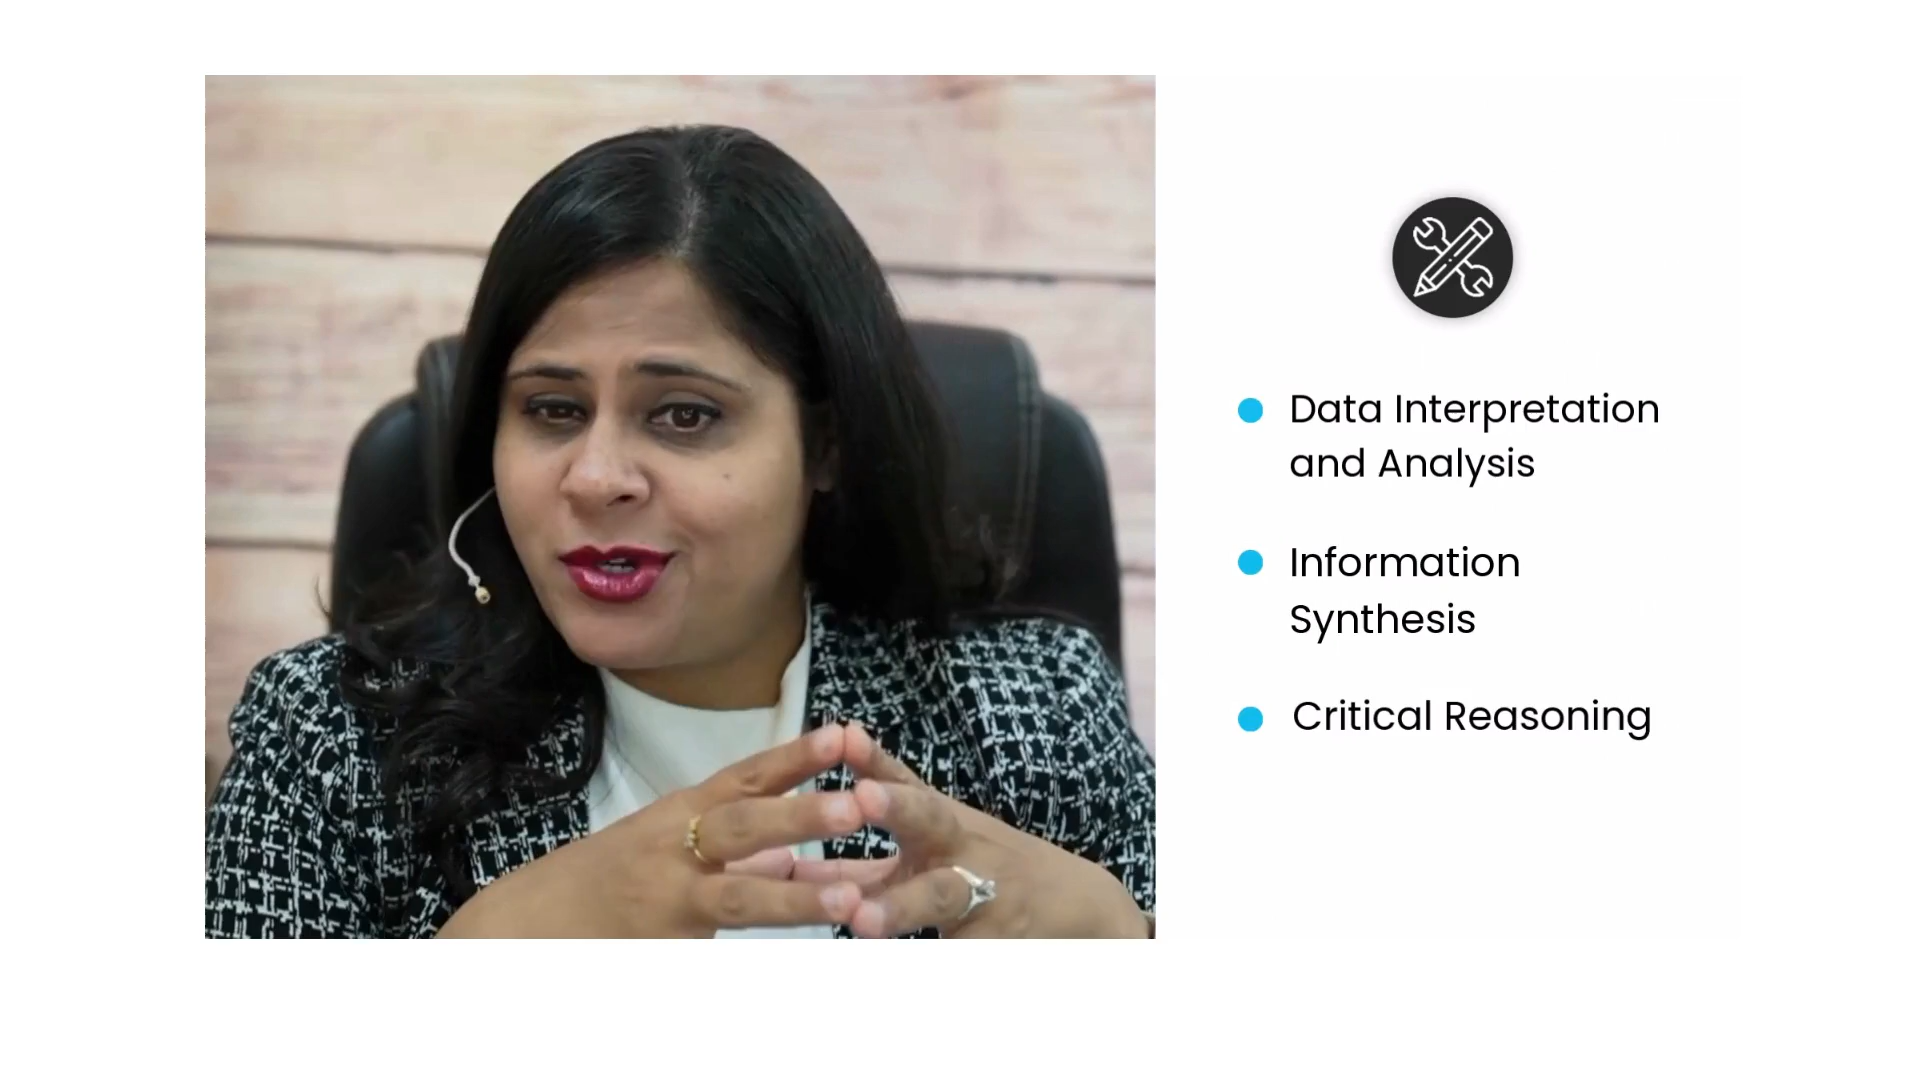 Data Interpretation
and Analysis
Information
Synthesis
Critical Reasoning